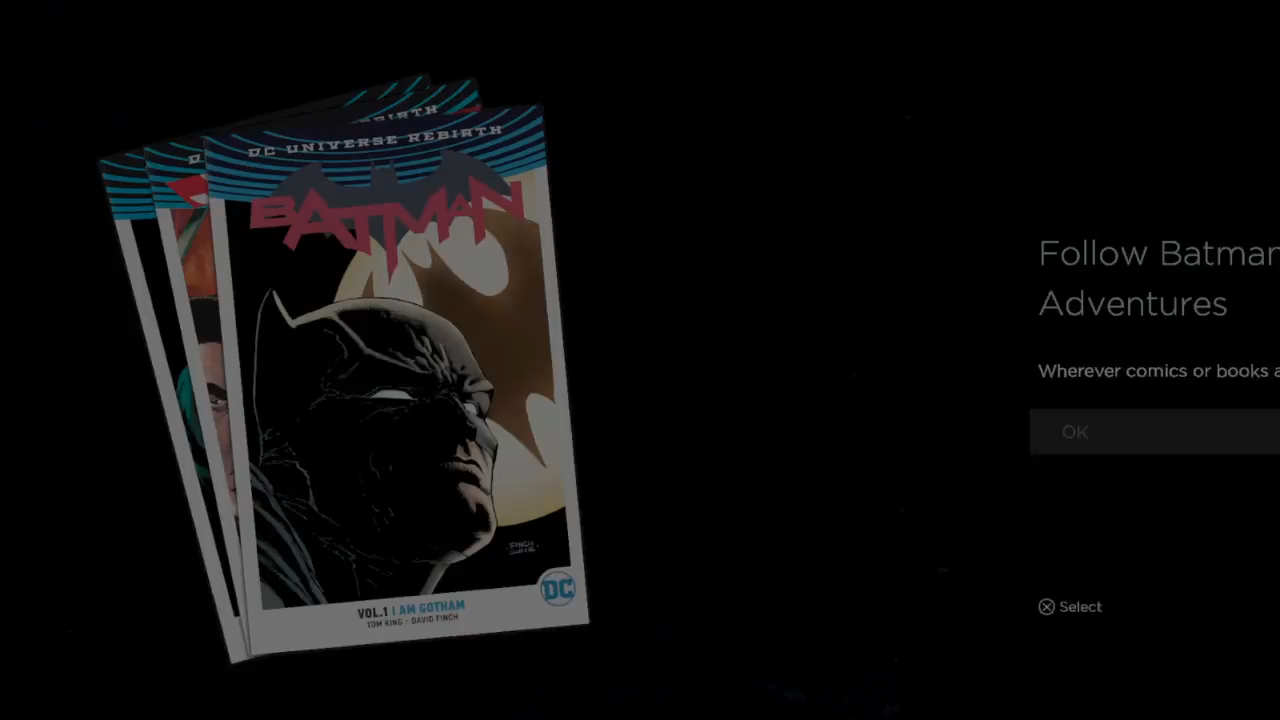 DC UNIVERSE REBIRTH
BATMAN
VOL.1 I AM GOTHAM
TOM KING - DAVID FINCH
DC
Follow Batman
Adventures
Wherever comics or books a
OK
Select